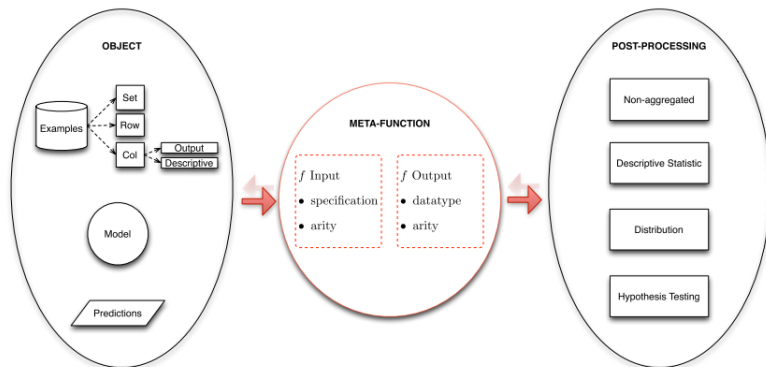 OBJECT
Examples
Set
Row
Col
Output
Descriptive
Model
Predictions
META-FUNCTION
f Input
• specification
• arity
f Output
• datatype
• arity
POST-PROCESSING
Non-aggregated
Descriptive Statistic
Distribution
Hypothesis Testing